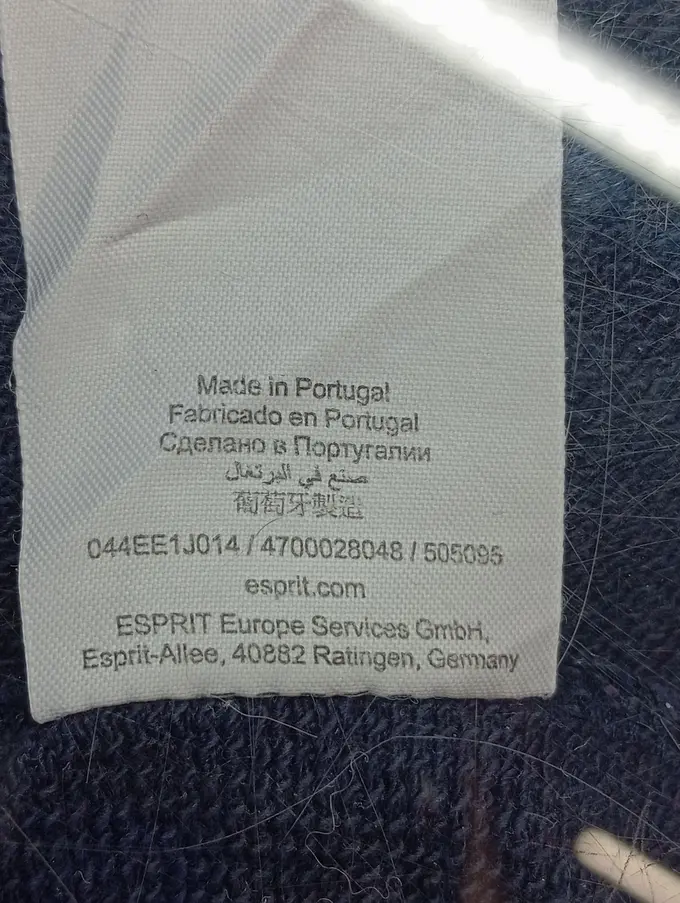 Made in Portugal
Fabricado en Portugal
Сделано в Португалии
صنع في البرتغال
葡萄牙製造
044EE1J014 / 4700028048 / 505095
esprit.com
ESPRIT Europe Services GmbH,
Esprit-Allee, 40882 Ratingen, Germany